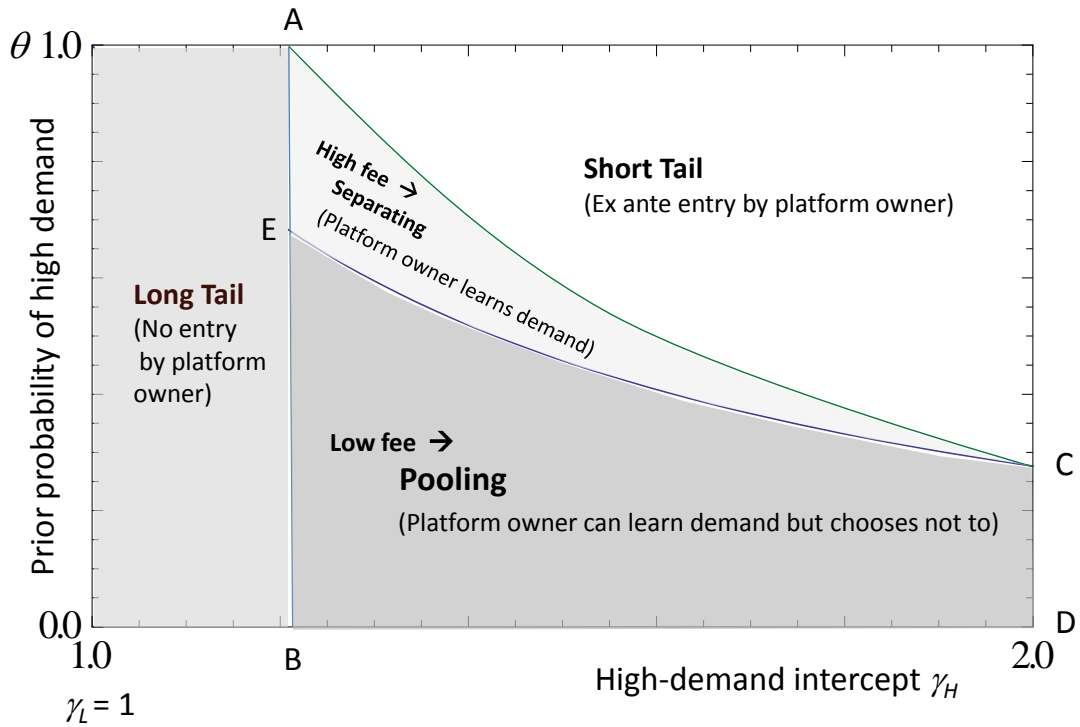 A
θ 1.0
Prior probability of high demand
High fee →
Separating
(Platform owner learns demand)
Short Tail
(Ex ante entry by platform owner)
E
Long Tail
(No entry
by platform
owner)
Low fee →
Pooling
(Platform owner can learn demand but chooses not to)
C
0.0
D
1.0
B
2.0
High-demand intercept γH
γL = 1